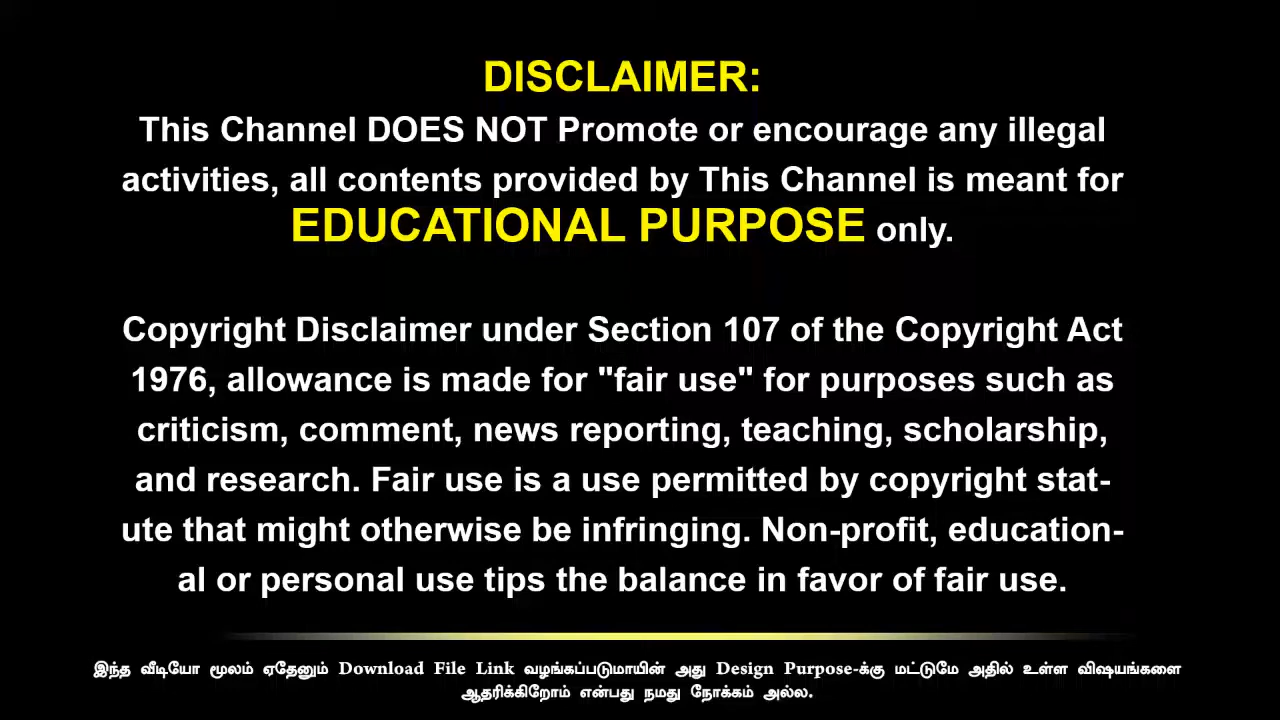 DISCLAIMER:
This Channel DOES NOT Promote or encourage any illegal
activities, all contents provided by This Channel is meant for
EDUCATIONAL PURPOSE only.
Copyright Disclaimer under Section 107 of the Copyright Act
1976, allowance is made for "fair use" for purposes such as
criticism, comment, news reporting, teaching, scholarship,
and research. Fair use is a use permitted by copyright stat-
ute that might otherwise be infringing. Non-profit, education-
al or personal use tips the balance in favor of fair use.
இந்த வீடியோ மூலம் ஏதேனும் Download File Link வழங்கப்படுமாயின் அது Design Purpose-க்கு மட்டுமே அதில் உள்ள விஷயங்களை
ஆதரிக்கிறோம் என்பது நமது நோக்கம் அல்ல.